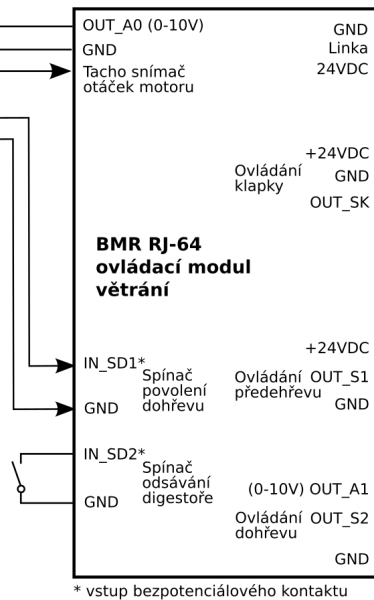 OUT_A0 (0-10V)
GND
Tacho snímač
otáček motoru
GND
Linka
24VDC
+24VDC
Ovládání
klapky
GND
OUT_SK
BMR RJ-64
ovládací modul
větrání
IN_SD1*
Spínač
povolení
dohřevu
GND
+24VDC
Ovládání OUT_S1
předehřevu
GND
IN_SD2*
Spínač
odsávání
digestoře
GND
(0-10V) OUT_A1
Ovládání OUT_S2
dohřevu
GND
* vstup bezpotenciálového kontaktu